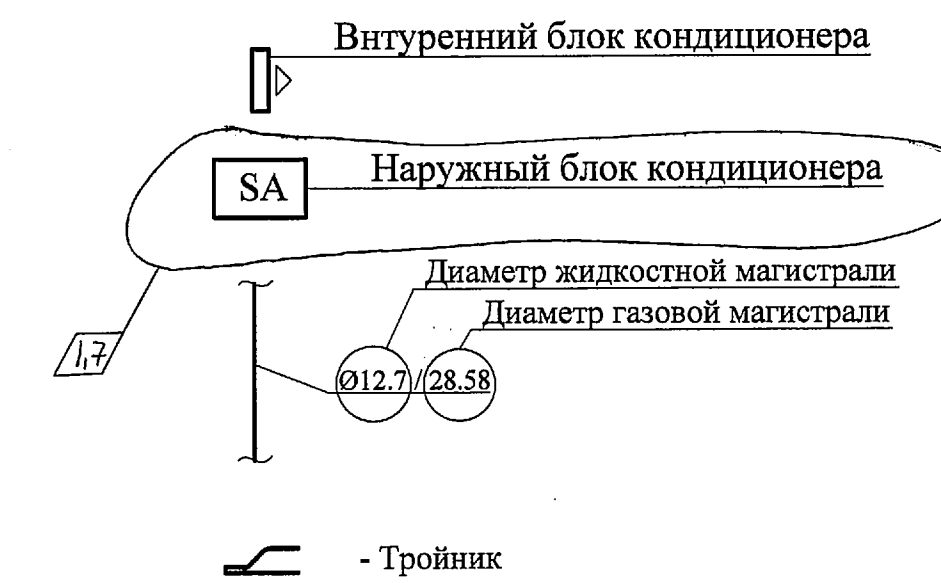 Внтуренний блок кондиционера
SA Наружный блок кондиционера
Диаметр жидкостной магистрали
Диаметр газовой магистрали
1,7
Ø12.7/28.58
- Тройник